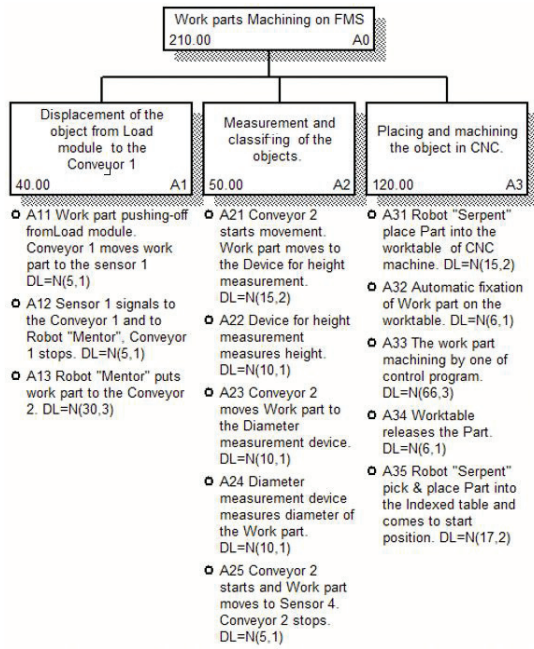 Work parts Machining on FMS
210.00 A0
Displacement of the
object from Load
module to the
Conveyor 1
40.00 A1
Measurement and
classifing of the
objects.
50.00 A2
Placing and machining
the object in CNC.
120.00 A3
A11 Work part pushing-off
fromLoad module.
Conveyor 1 moves work
part to the sensor 1
DL=N(5,1)
A12 Sensor 1 signals to
the Conveyor 1 and to
Robot "Mentor", Conveyor
1 stops. DL=N(5,1)
A13 Robot "Mentor" puts
work part to the Conveyor
2. DL=N(30,3)
A21 Conveyor 2
starts movement.
Work part moves to
the Device for height
measurement.
DL=N(15,2)
A22 Device for height
measurement
measures height.
DL=N(10,1)
A23 Conveyor 2
moves Work part to
the Diameter
measurement device.
DL=N(10,1)
A24 Diameter
measurement device
measures diameter of
the Work part.
DL=N(10,1)
A25 Conveyor 2
starts and Work part
moves to Sensor 4.
Conveyor 2 stops.
DL=N(5,1)
A31 Robot "Serpent"
place Part into the
worktable of CNC
machine. DL=N(15,2)
A32 Automatic fixation
of Work part on the
worktable. DL=N(6,1)
A33 The work part
machining by one of
control program.
DL=N(66,3)
A34 Worktable
releases the Part.
DL=N(6,1)
A35 Robot "Serpent"
pick & place Part into
the Indexed table and
comes to start
position. DL=N(17,2)